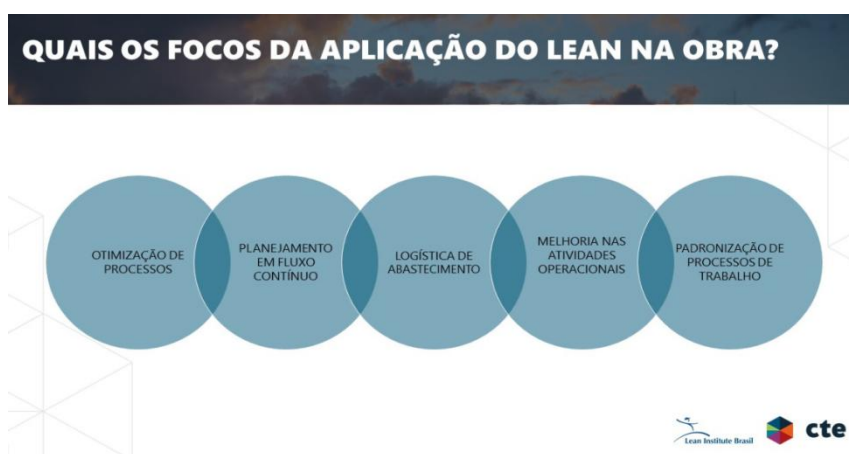 QUAIS OS FOCOS DA APLICAÇÃO DO LEAN NA OBRA?
OTIMIZAÇÃO DE
PROCESSOS
PLANEJAMENTO
EM FLUXO
CONTÍNUO
LOGÍSTICA DE
ABASTECIMENTO
MELHORIA NAS
ATIVIDADES
OPERACIONAIS
PADRONIZAÇÃO DE
PROCESSOS DE
TRABALHO
Lean Institute Brasil
cte